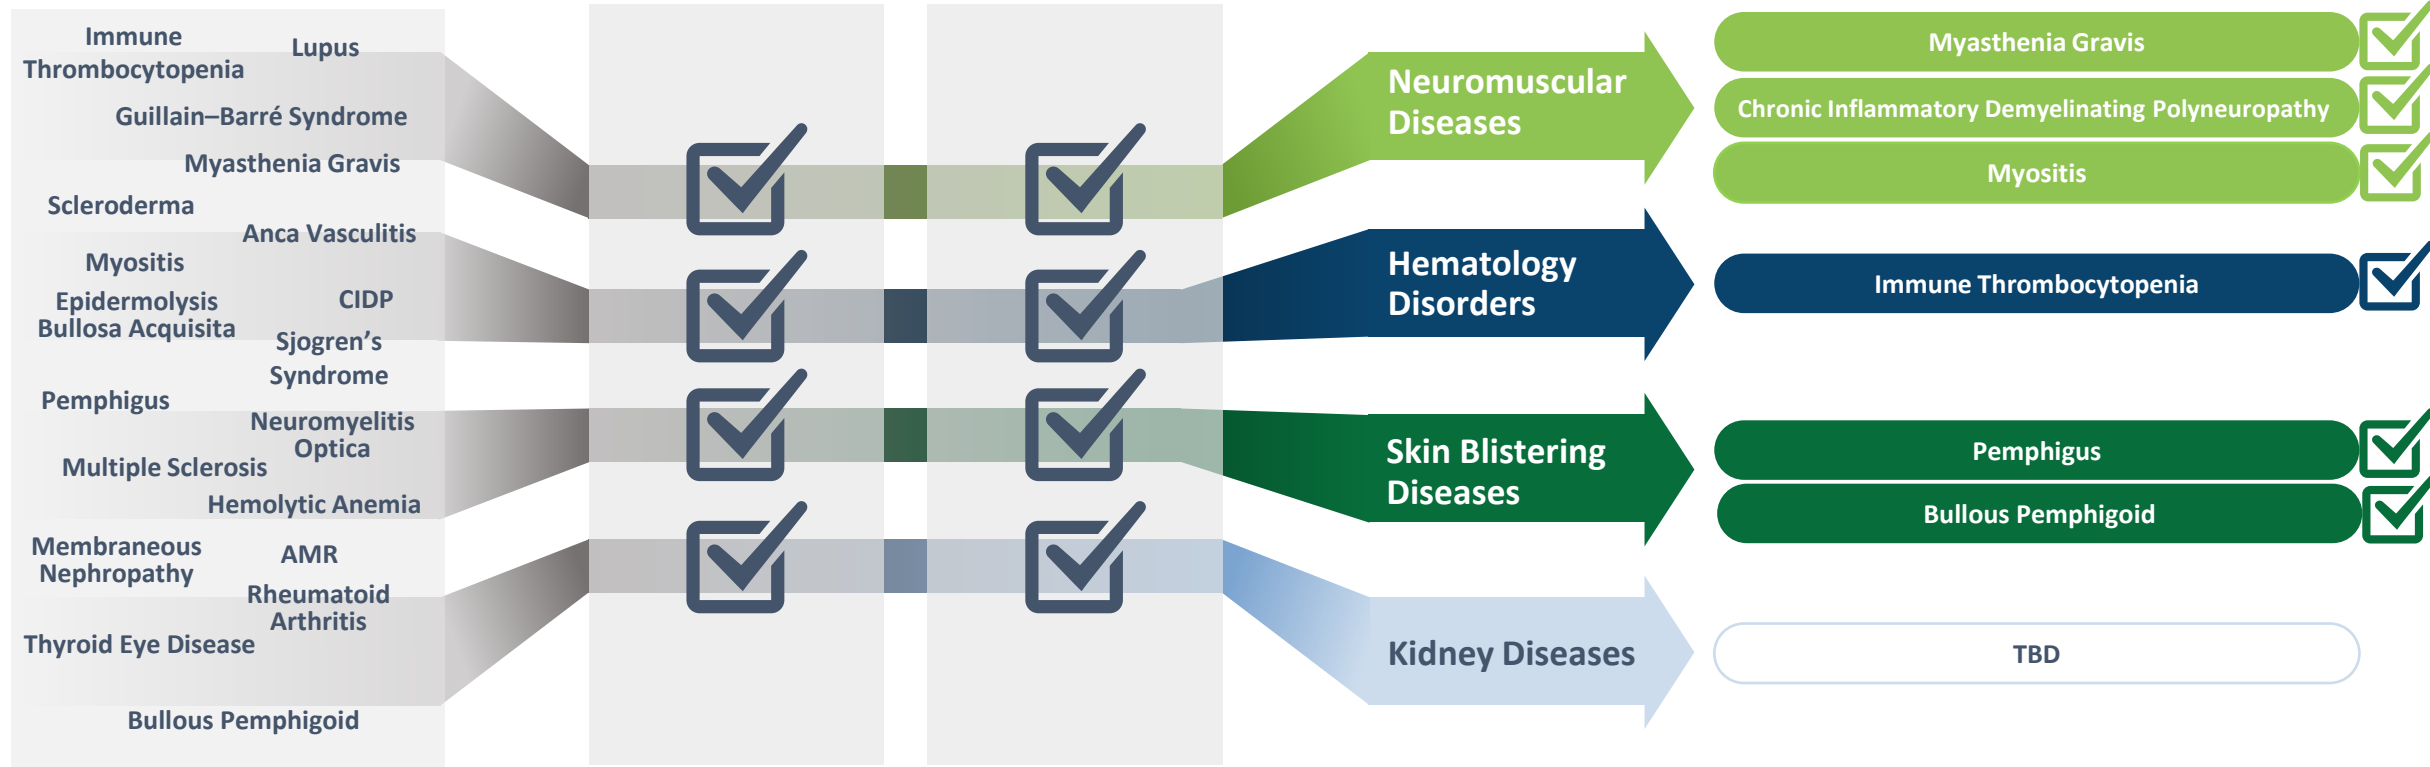 Immune
Thrombocytopenia
Lupus
Guillain–Barré Syndrome
Myasthenia Gravis
Scleroderma
Anca Vasculitis
Myositis
Epidermolysis
Bullosa Acquisita
CIDP
Sjogren’s
Syndrome
Pemphigus
Neuromyelitis
Optica
Multiple Sclerosis
Hemolytic Anemia
Membraneous
Nephropathy
AMR
Rheumatoid
Arthritis
Thyroid Eye Disease
Bullous Pemphigoid
Neuromuscular
Diseases
Myasthenia Gravis
Chronic Inflammatory Demyelinating Polyneuropathy
Myositis
Hematology
Disorders
Immune Thrombocytopenia
Skin Blistering
Diseases
Pemphigus
Bullous Pemphigoid
Kidney Diseases
TBD